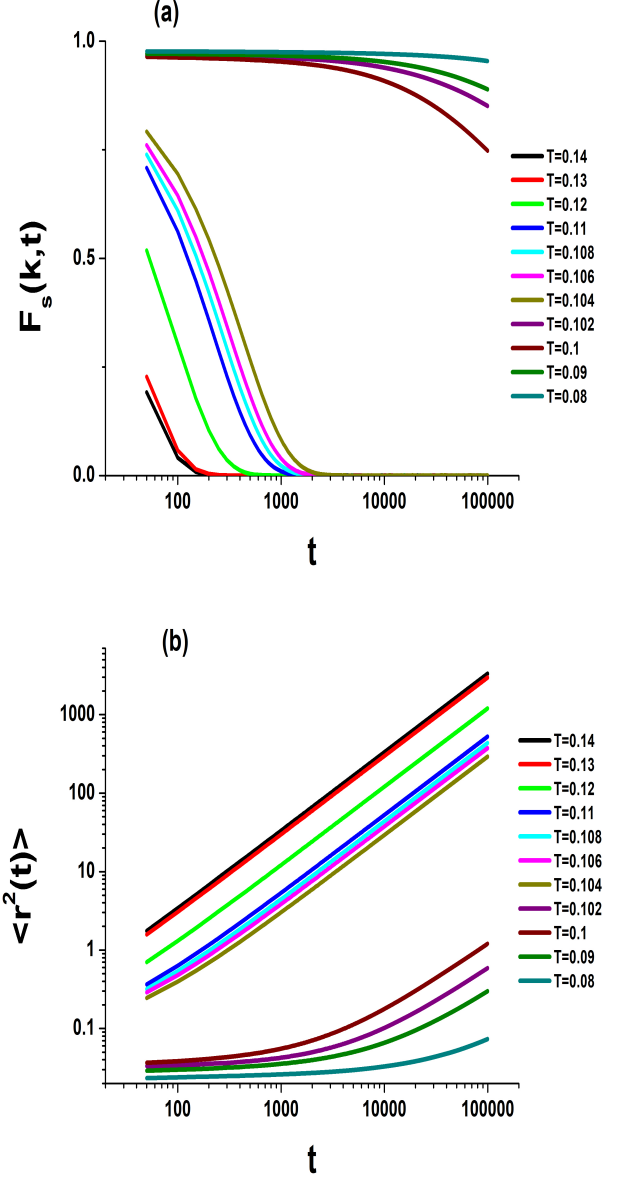 (a)
1.0
0.5
0.0
F_s(k,t)
100
1000
10000
100000
t
T=0.14
T=0.13
T=0.12
T=0.11
T=0.108
T=0.106
T=0.104
T=0.102
T=0.1
T=0.09
T=0.08
(b)
1000
100
10
1
0.1
<r²(t)>
100
1000
10000
100000
t
T=0.14
T=0.13
T=0.12
T=0.11
T=0.108
T=0.106
T=0.104
T=0.102
T=0.1
T=0.09
T=0.08